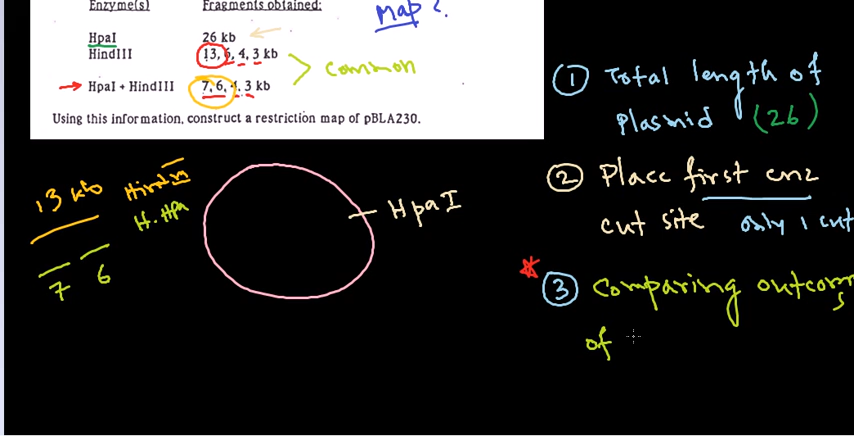 Enzyme(s) Fragments obtained:
Map ?
HpaI 26 kb
HindIII 13, 6, 4, 3 kb
common
HpaI + HindIII 7, 6, 4, 3 kb
Using this information, construct a restriction map of pBLA230.
① Total length of
Plasmid (26)
② Place first enz
cut site only 1 cut
③ Comparing outcoms
of
13 kb HindIII
H. Hpa
7 6
HpaI